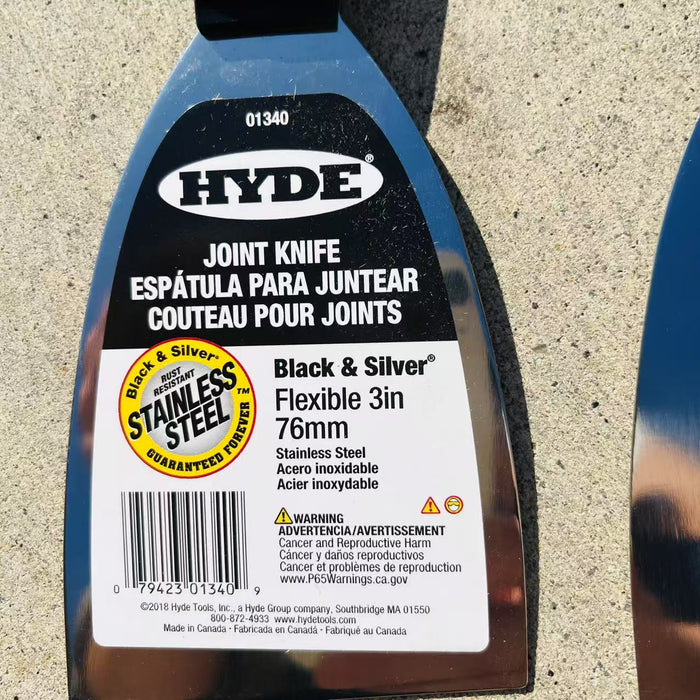 01340
HYDE®
JOINT KNIFE
ESPÁTULA PARA JUNTEAR
COUTEAU POUR JOINTS
Black & Silver®
RUST
RESISTANT
STAINLESS
STEEL™
GUARANTEED FOREVER
Black & Silver®
Flexible 3in
76mm
Stainless Steel
Acero inoxidable
Acier inoxydable
WARNING
ADVERTENCIA/AVERTISSEMENT
Cancer and Reproductive Harm
Cáncer y daños reproductivos
Cancer et problèmes de reproduction
www.P65Warnings.ca.gov
0 79423 01340 9
©2018 Hyde Tools, Inc., a Hyde Group company, Southbridge MA 01550
800-872-4933 www.hydetools.com
Made in Canada • Fabricada en Canadá • Fabriqué au Canada